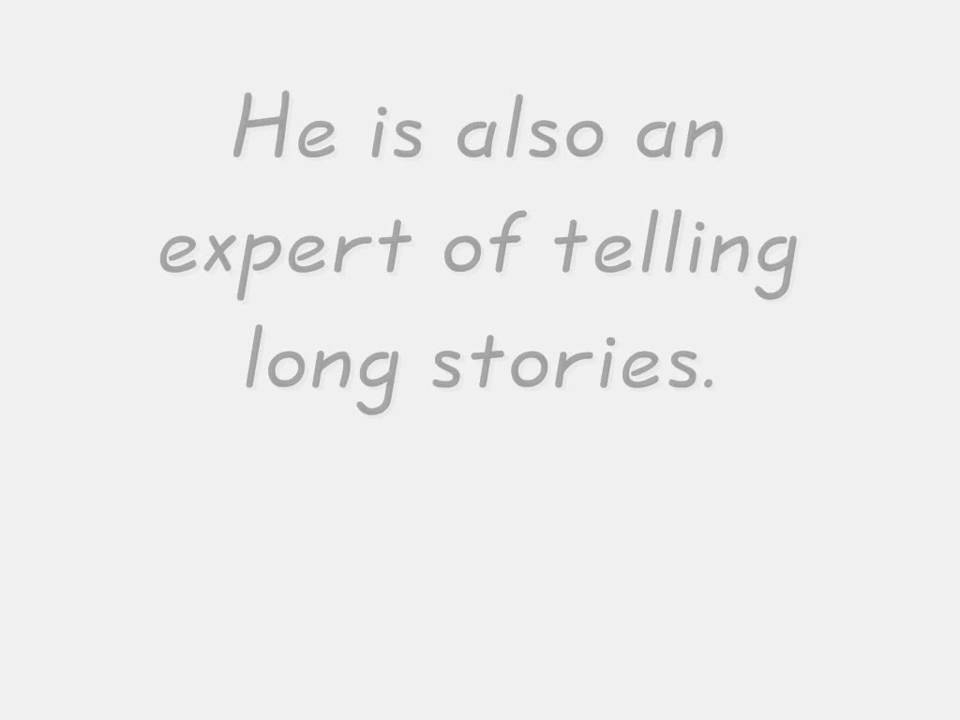 He is also an
expert of telling
long stories.